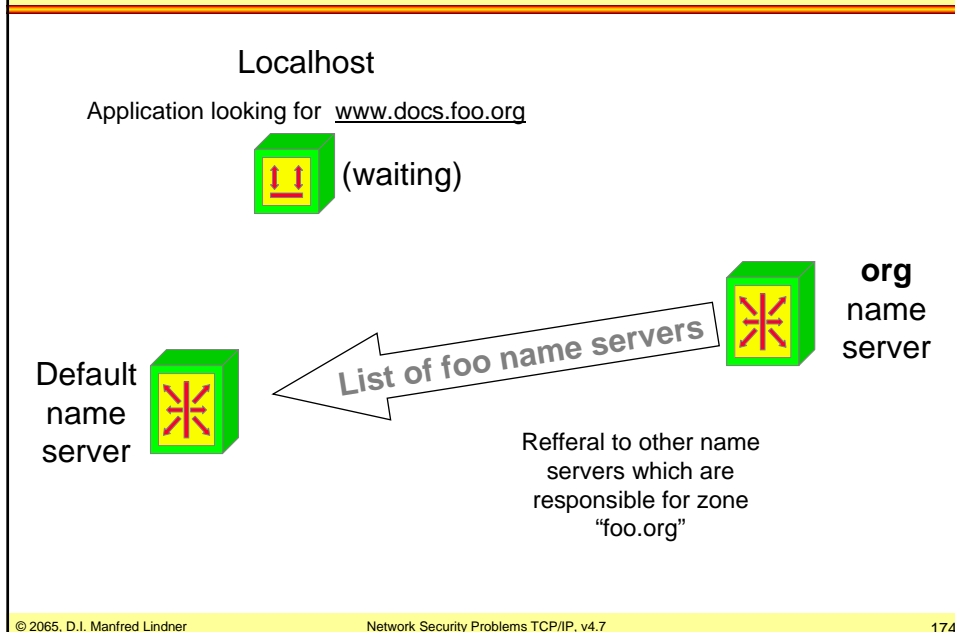 Localhost
Application looking for www.docs.foo.org
(waiting)
org
name
server
List of foo name servers
Default
name
server
Refferal to other name
servers which are
responsible for zone
“foo.org”
© 2065, D.I. Manfred Lindner
Network Security Problems TCP/IP, v4.7
174